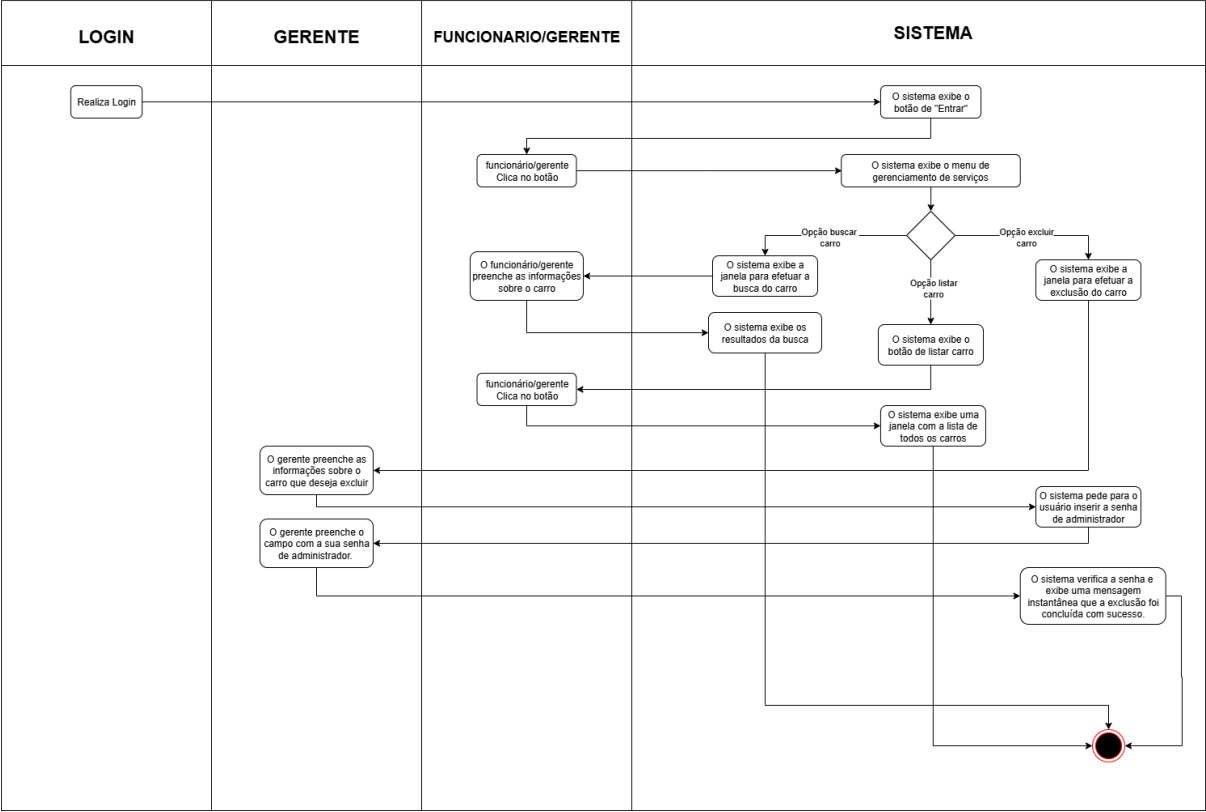 LOGIN
GERENTE
FUNCIONARIO/GERENTE
SISTEMA
Realiza Login
O sistema exibe o
botão de "Entrar"
funcionário/gerente
Clica no botão
O sistema exibe o menu de
gerenciamento de serviços
Opção buscar
carro
Opção excluir
carro
O funcionário/gerente
preenche as informações
sobre o carro
O sistema exibe a
janela para efetuar a
busca do carro
Opção listar
carro
O sistema exibe a
janela para efetuar a
exclusão do carro
O sistema exibe os
resultados da busca
O sistema exibe o
botão de listar carro
funcionário/gerente
Clica no botão
O sistema exibe uma
janela com a lista de
todos os carros
O gerente preenche as
informações sobre o
carro que deseja excluir
O sistema pede para o
usuário inserir a senha
de administrador
O gerente preenche o
campo com a sua senha
de administrador.
O sistema verifica a senha e
exibe uma mensagem
instantânea que a exclusão foi
concluída com sucesso.